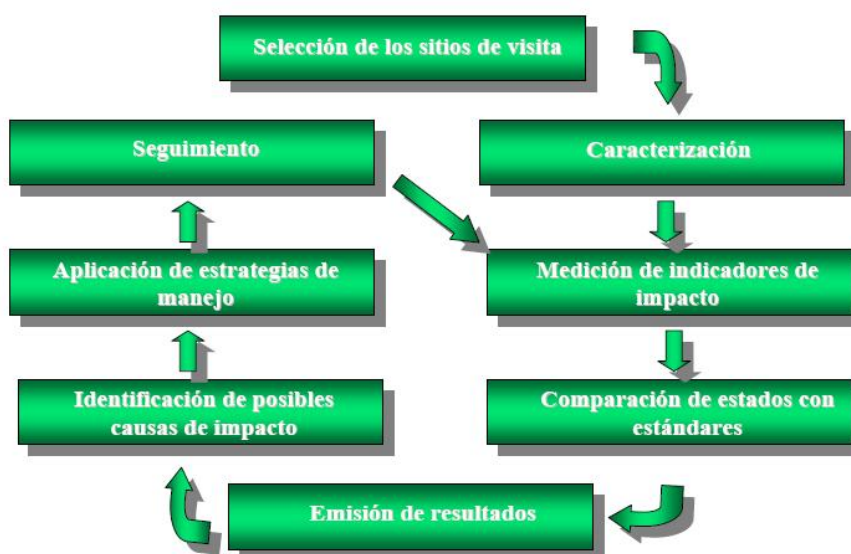 Selección de los sitios de visita
Seguimiento
Caracterización
Aplicación de estrategias de
manejo
Medición de indicadores de
impacto
Identificación de posibles
causas de impacto
Comparación de estados con
estándares
Emisión de resultados